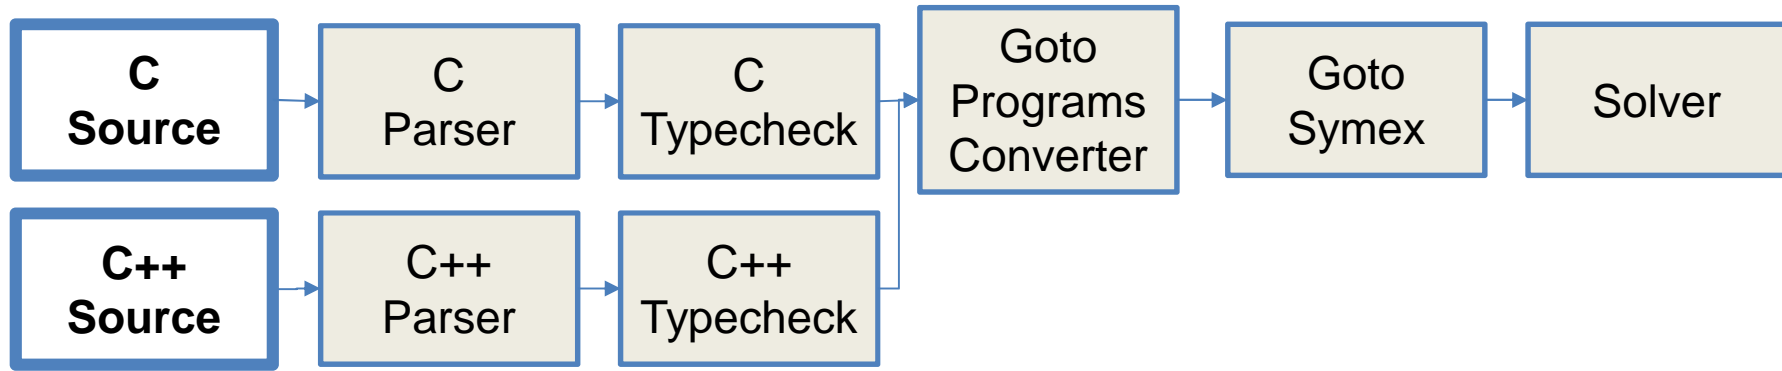 C
Source
C
Parser
C
Typecheck
Goto
Programs
Converter
Goto
Symex
Solver
C++
Source
C++
Parser
C++
Typecheck